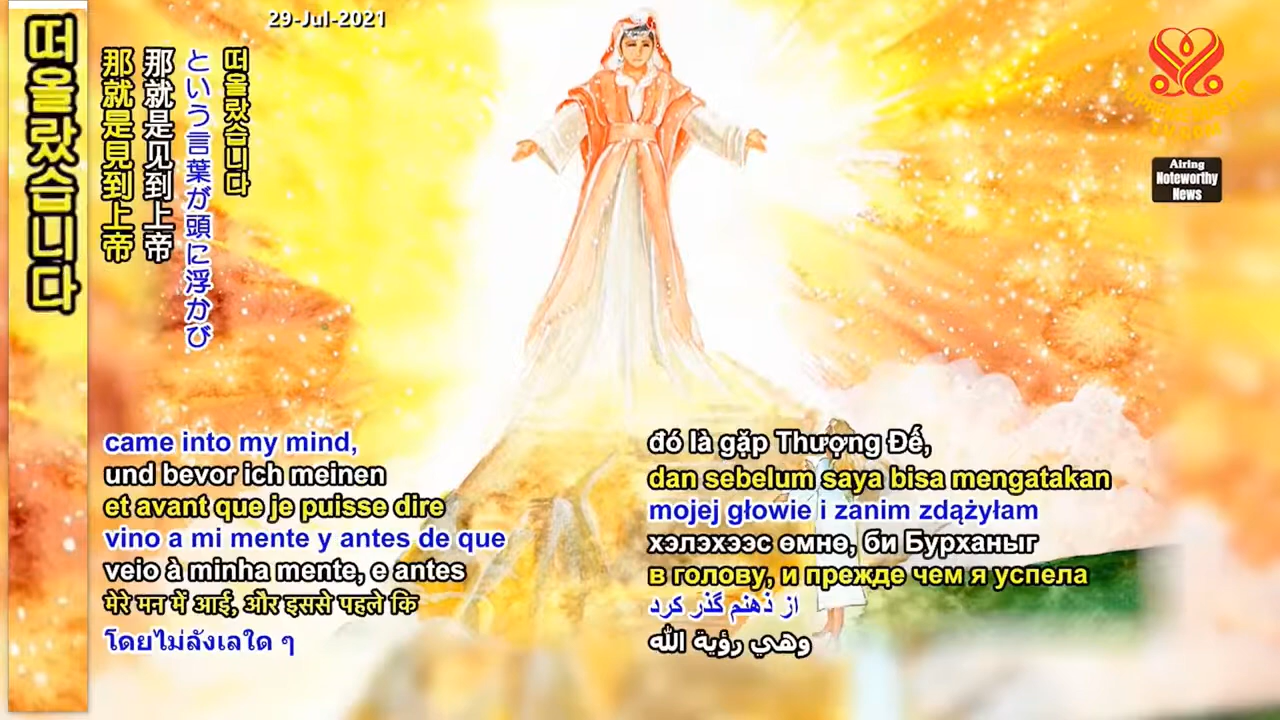 29-Jul-2021
떠올랐습니다
떠올랐습니다
という言葉が頭に浮かび
那就是见到上帝
那就是見到上帝
Airing
Noteworthy
News
came into my mind,
und bevor ich meinen
et avant que je puisse dire
vino a mi mente y antes de que
veio à minha mente, e antes
मेरे मन में आई, और इससे पहले कि
โดยไม่ลังเลใด ๆ
đó là gặp Thượng Đế,
dan sebelum saya bisa mengatakan
mojej głowie i zanim zdążyłam
хэлэхээс өмнө, би Бурханыг
в голову, и прежде чем я успела
از ذهنم گذر کرد
وهي رؤية الله